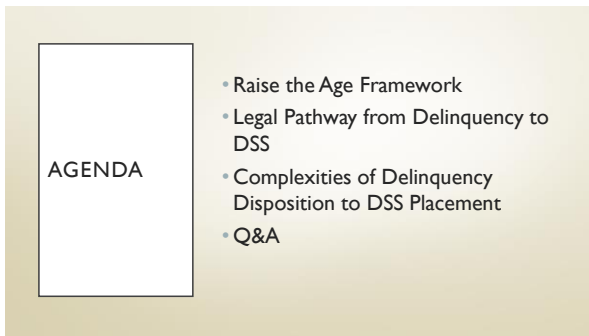 AGENDA
• Raise the Age Framework
• Legal Pathway from Delinquency to
DSS
• Complexities of Delinquency
Disposition to DSS Placement
• Q&A